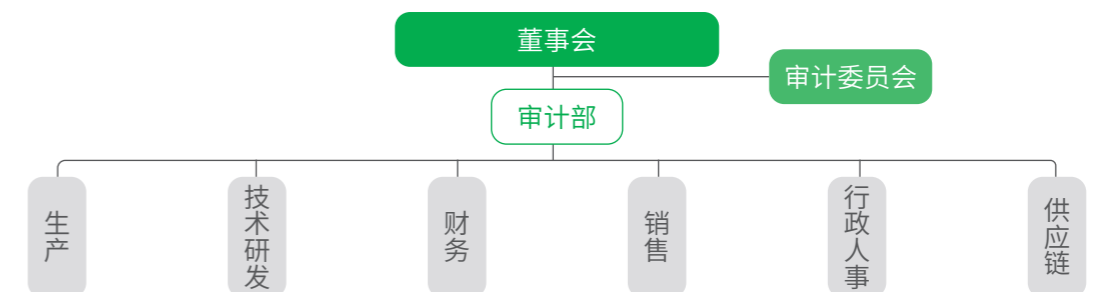 董事会
审计委员会
审计部
生产
技术研发
财务
销售
行政人事
供应链